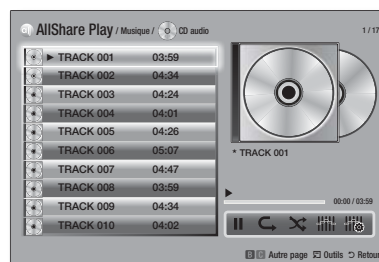 AllShare Play / Musique / CD audio 1 / 17
TRACK 001 03:59
TRACK 002 04:34
TRACK 003 04:24
TRACK 004 04:01
TRACK 005 04:26
TRACK 006 05:07
TRACK 007 04:47
TRACK 008 03:59
TRACK 009 04:34
TRACK 010 04:02
* TRACK 001
00:00 / 03:59
B C Autre page Outils Retour